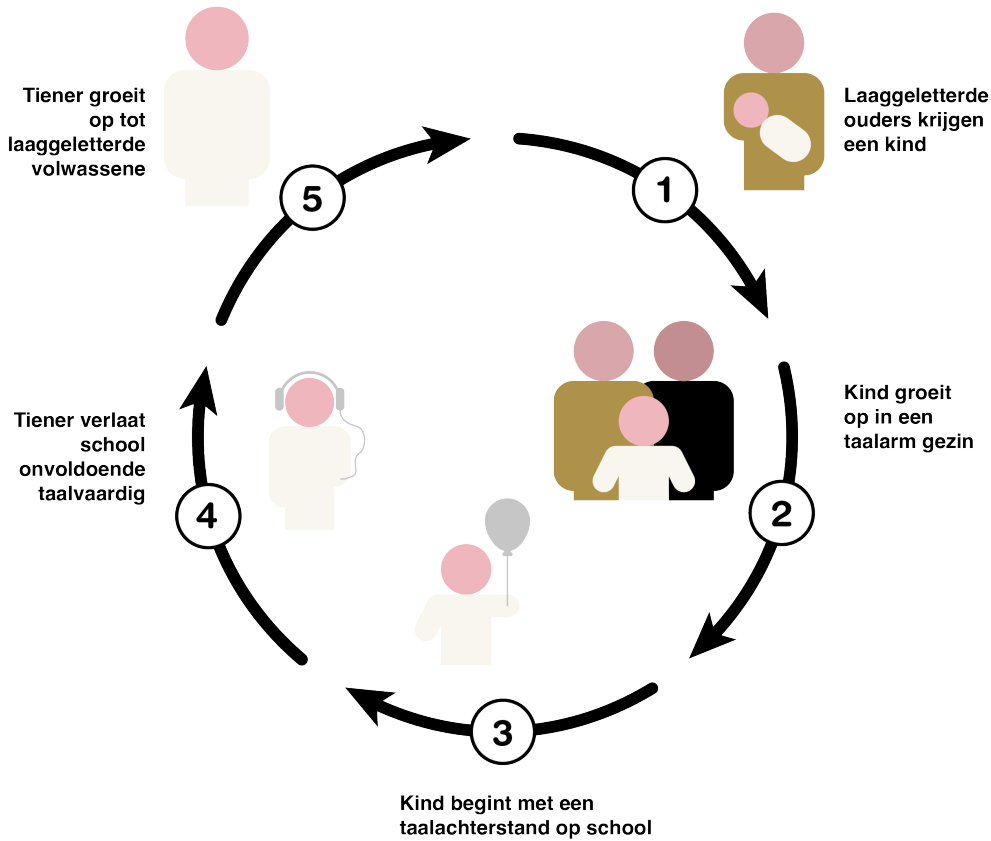 1
Laaggeletterde
ouders krijgen
een kind
2
Kind groeit
op in een
taalarm gezin
3
Kind begint met een
taalachterstand op school
4
Tiener verlaat
school
onvoldoende
taalvaardig
5
Tiener groeit
op tot
laaggeletterde
volwassene